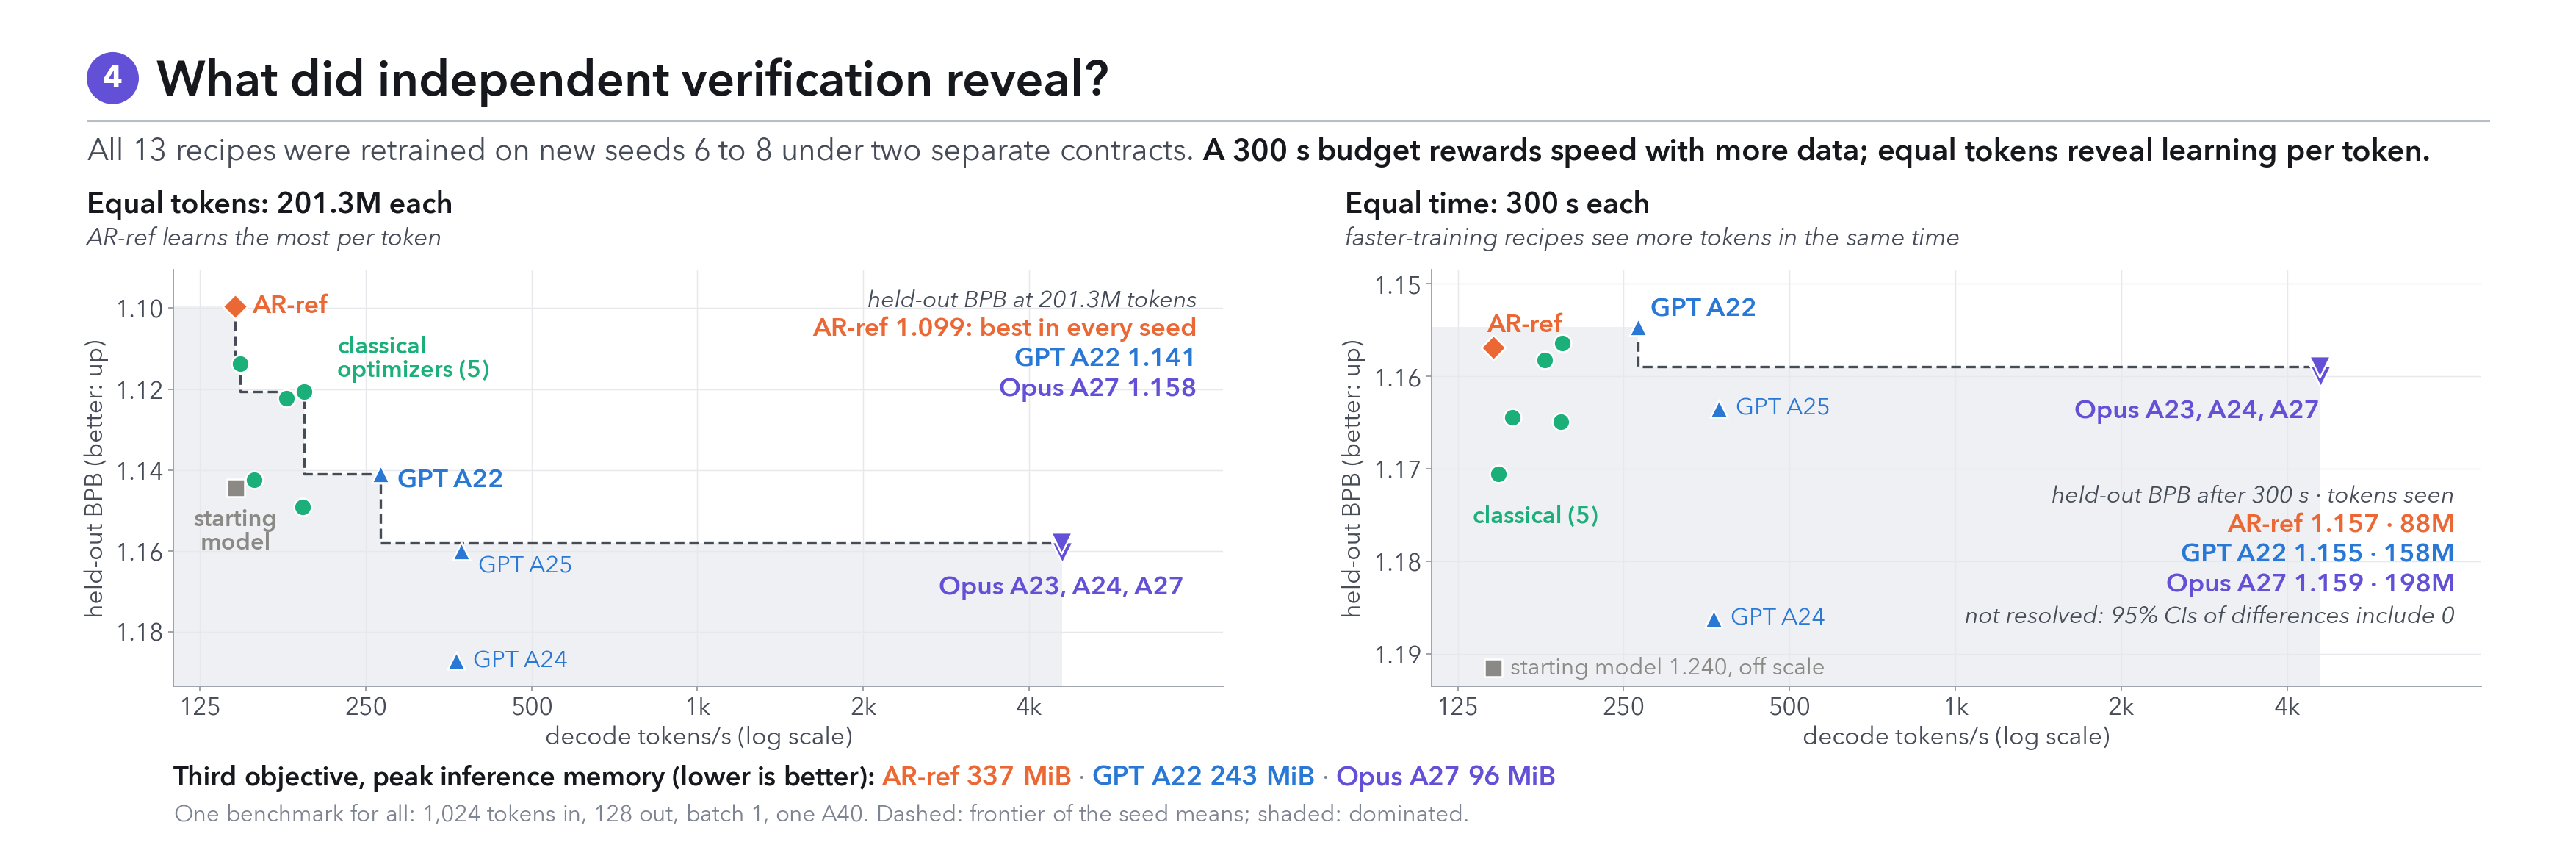 4 What did independent verification reveal?
All 13 recipes were retrained on new seeds 6 to 8 under two separate contracts. A 300 s budget rewards speed with more data; equal tokens reveal learning per token.
Equal tokens: 201.3M each
AR-ref learns the most per token
held-out BPB (better: up)
1.10
1.12
1.14
1.16
1.18
AR-ref
classical
optimizers (5)
held-out BPB at 201.3M tokens
AR-ref 1.099: best in every seed
GPT A22 1.141
Opus A27 1.158
GPT A22
starting
model
GPT A25
Opus A23, A24, A27
GPT A24
125 250 500 1k 2k 4k
decode tokens/s (log scale)
Equal time: 300 s each
faster-training recipes see more tokens in the same time
held-out BPB (better: up)
1.15
1.16
1.17
1.18
1.19
GPT A22
AR-ref
GPT A25
Opus A23, A24, A27
classical (5)
held-out BPB after 300 s · tokens seen
AR-ref 1.157 · 88M
GPT A22 1.155 · 158M
Opus A27 1.159 · 198M
not resolved: 95% CIs of differences include 0
GPT A24
starting model 1.240, off scale
125 250 500 1k 2k 4k
decode tokens/s (log scale)
Third objective, peak inference memory (lower is better): AR-ref 337 MiB · GPT A22 243 MiB · Opus A27 96 MiB
One benchmark for all: 1,024 tokens in, 128 out, batch 1, one A40. Dashed: frontier of the seed means; shaded: dominated.